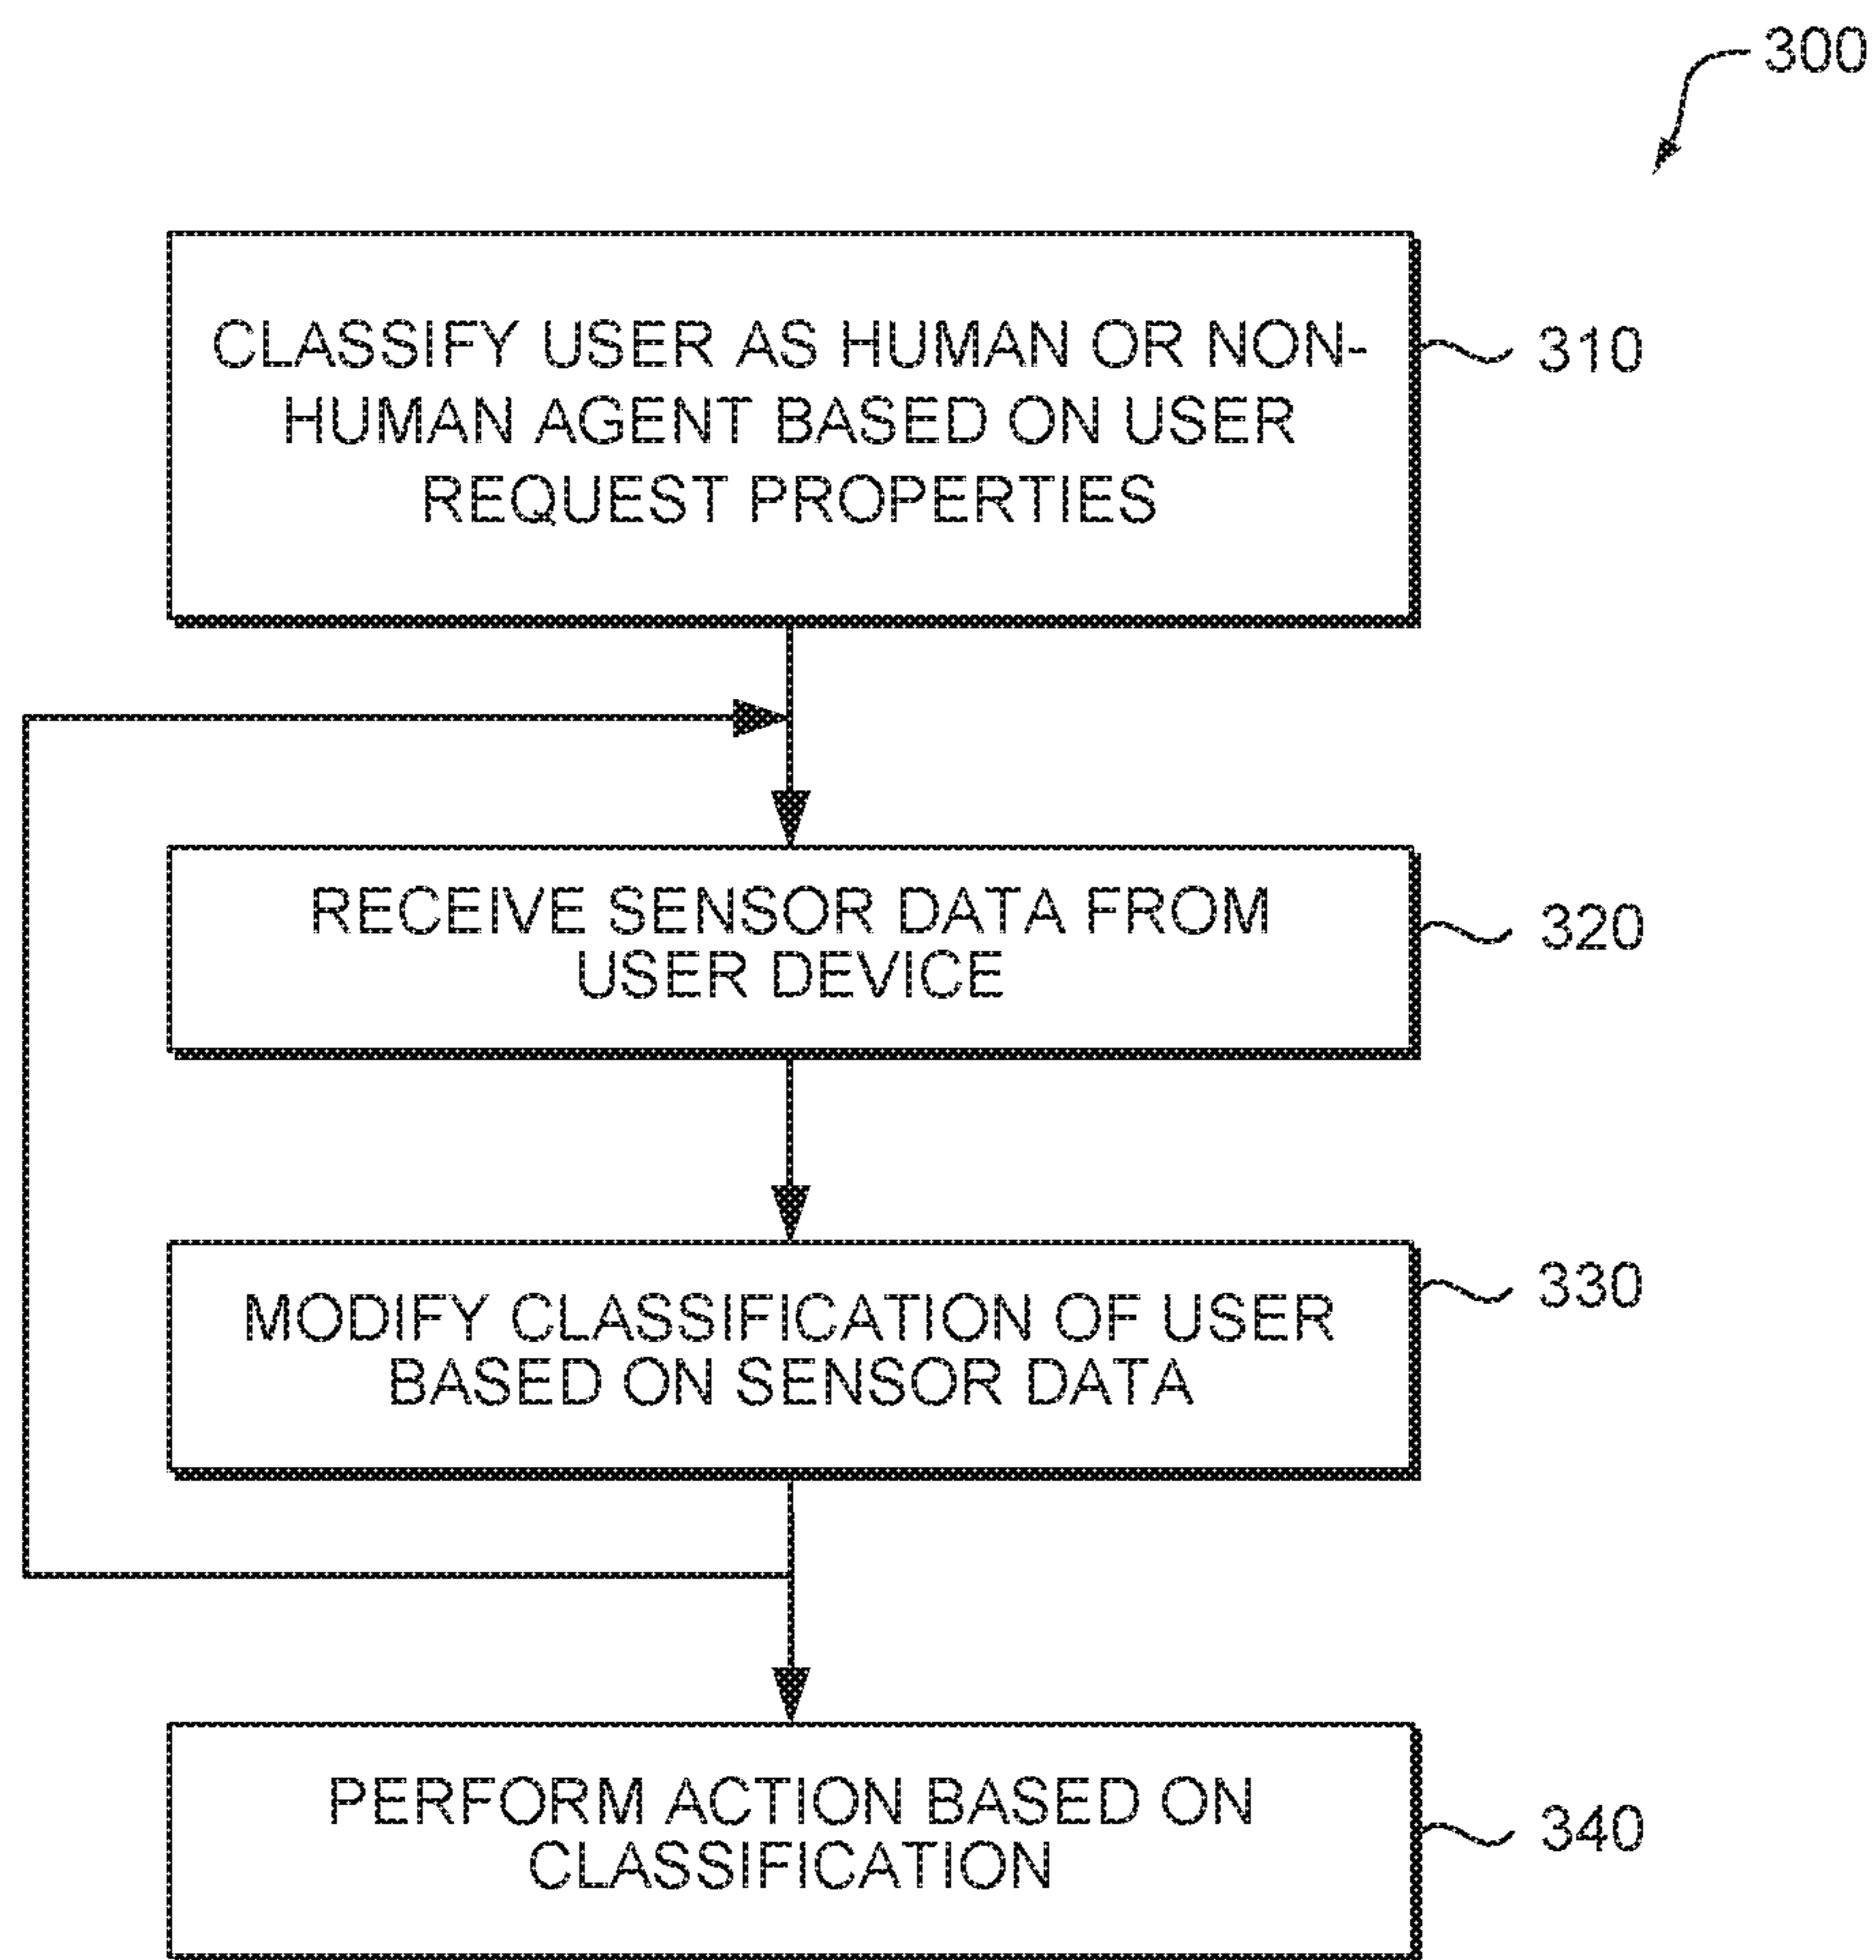 300
CLASSIFY USER AS HUMAN OR NON-
HUMAN AGENT BASED ON USER
REQUEST PROPERTIES
310
RECEIVE SENSOR DATA FROM
USER DEVICE
320
MODIFY CLASSIFICATION OF USER
BASED ON SENSOR DATA
330
PERFORM ACTION BASED ON
CLASSIFICATION
340